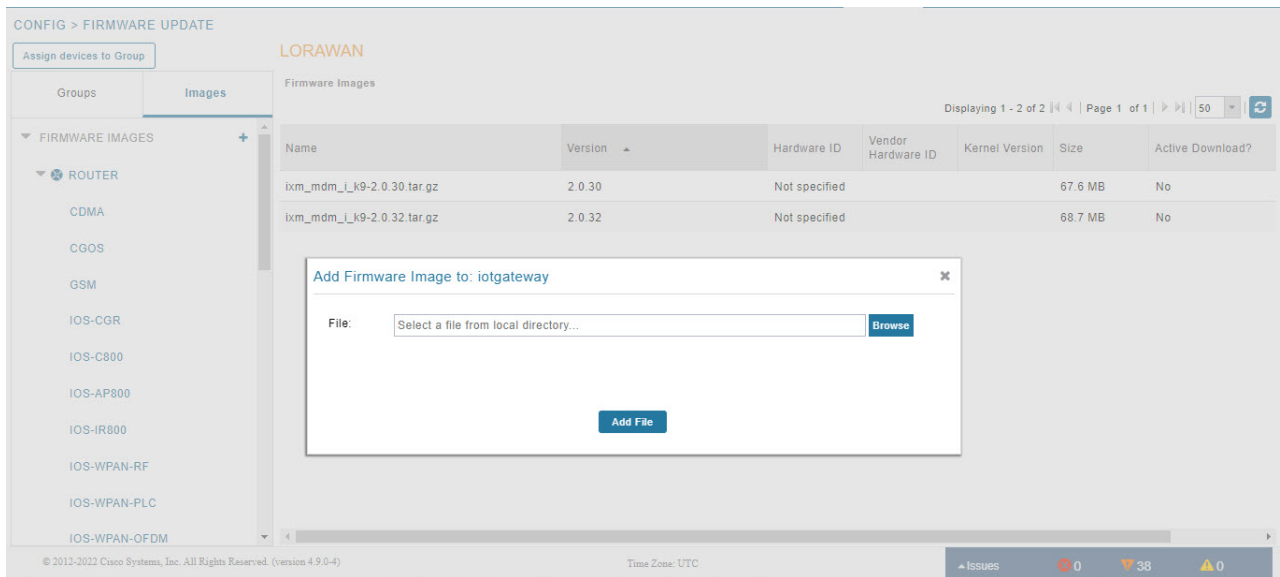 CONFIG > FIRMWARE UPDATE
Assign devices to Group
Groups
Images
FIRMWARE IMAGES +
ROUTER
CDMA
CGOS
GSM
IOS-CGR
IOS-C800
IOS-AP800
IOS-IR800
IOS-WPAN-RF
IOS-WPAN-PLC
IOS-WPAN-OFDM
LORAWAN
Firmware Images
Displaying 1 - 2 of 2 | Page 1 of 1 | 50
Name Version Hardware ID Vendor Hardware ID Kernel Version Size Active Download?
ixm_mdm_i_k9-2.0.30.tar.gz 2.0.30 Not specified 67.6 MB No
ixm_mdm_i_k9-2.0.32.tar.gz 2.0.32 Not specified 68.7 MB No
Add Firmware Image to: iotgateway
File: Select a file from local directory... Browse
Add File
© 2012-2022 Cisco Systems, Inc. All Rights Reserved. (version 4.9.0-4) Time Zone: UTC Issues 0 38 0